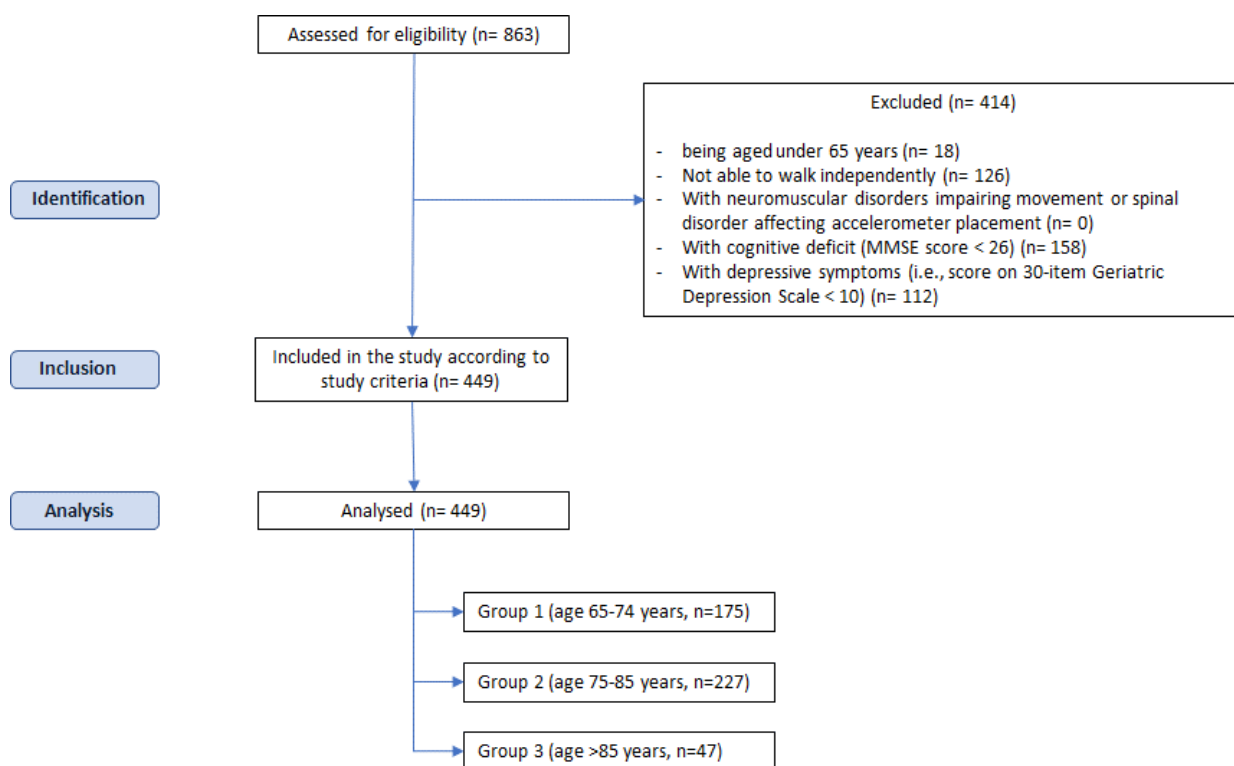 Assessed for eligibility (n= 863)
Excluded (n= 414)
- being aged under 65 years (n= 18)
- Not able to walk independently (n= 126)
- With neuromuscular disorders impairing movement or spinal
disorder affecting accelerometer placement (n= 0)
- With cognitive deficit (MMSE score < 26) (n= 158)
- With depressive symptoms (i.e., score on 30-item Geriatric
Depression Scale < 10) (n= 112)
Identification
Included in the study according to
study criteria (n= 449)
Inclusion
Analysis
Analysed (n= 449)
Group 1 (age 65-74 years, n=175)
Group 2 (age 75-85 years, n=227)
Group 3 (age >85 years, n=47)